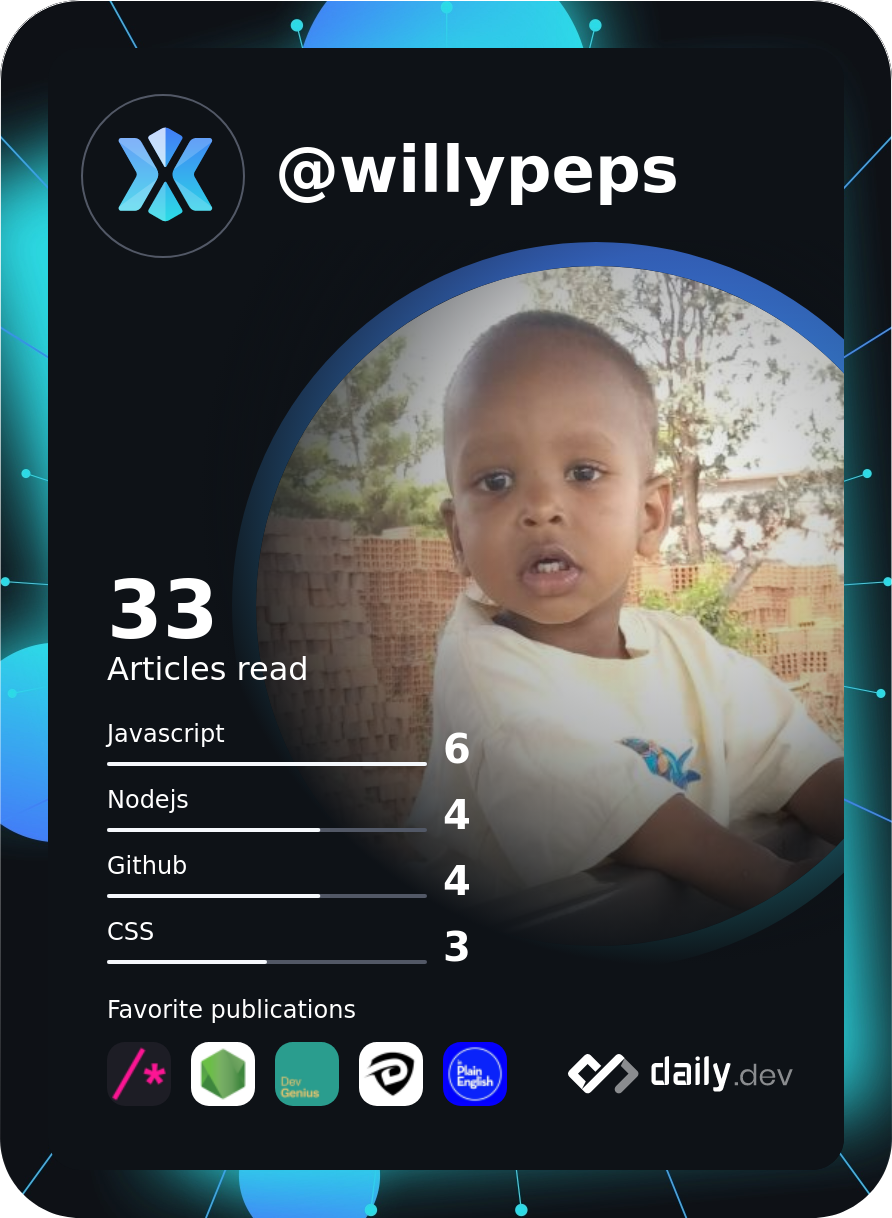 @willypeps
33
Articles read
Javascript
6
Nodejs
4
Github
4
CSS
3
Favorite publications
/*
Dev
Genius
in
Plain
English
daily.dev